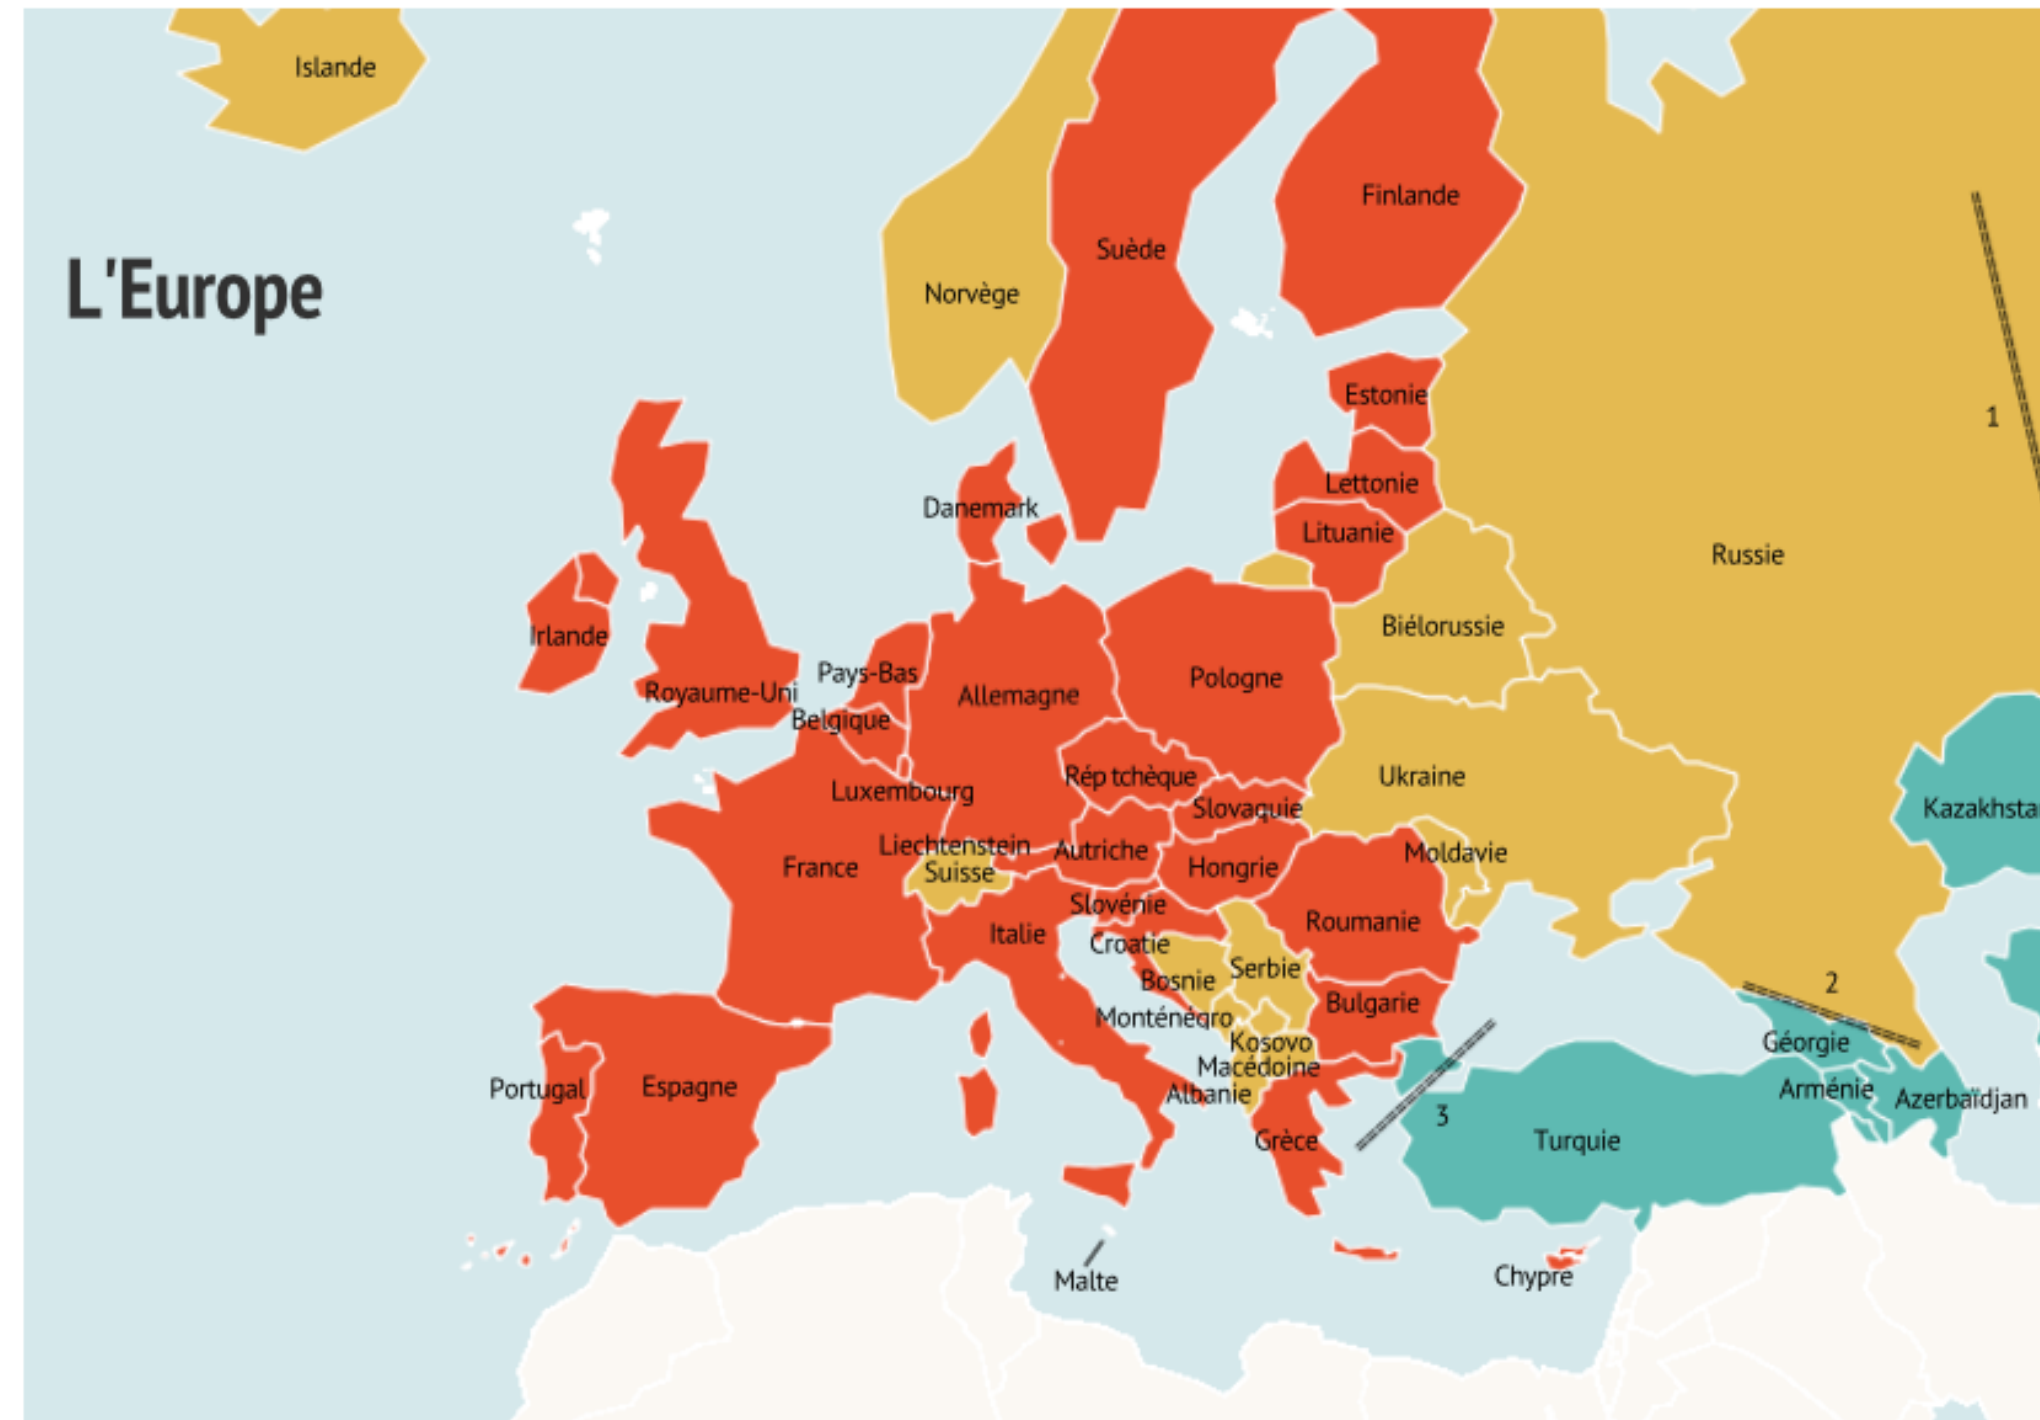 Islande
Finlande
Suède
L'Europe
Norvège
Estonie
1
Lettonie
Danemark
Lituanie
Russie
Biélorussie
Irlande
Pays-Bas
Pologne
Royaume-Uni
Allemagne
Belgique
Rép tchèque
Ukraine
Luxembourg
Slovaquie
Kazakhsta
Liechtenstein
Autriche
Moldavie
France
Suisse
Hongrie
Slovénie
Roumanie
Italie
Croatie
Serbie
Bosnie
2
Bulgarie
Monténégro
Kosovo
Géorgie
Macédoine
Portugal
Espagne
Albanie
Arménie
Azerbaïdjan
3
Grèce
Turquie
Malte
Chypre